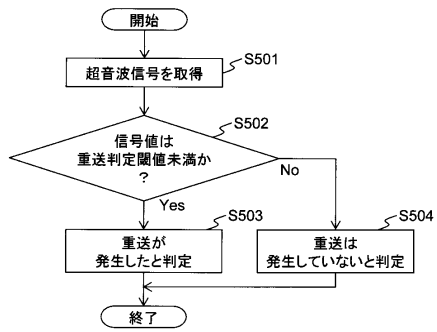 開始
S501
超音波信号を取得
S502
信号値は
重送判定閾値未満か
?
No
Yes
S503
S504
重送が
発生したと判定
重送は
発生していないと判定
終了